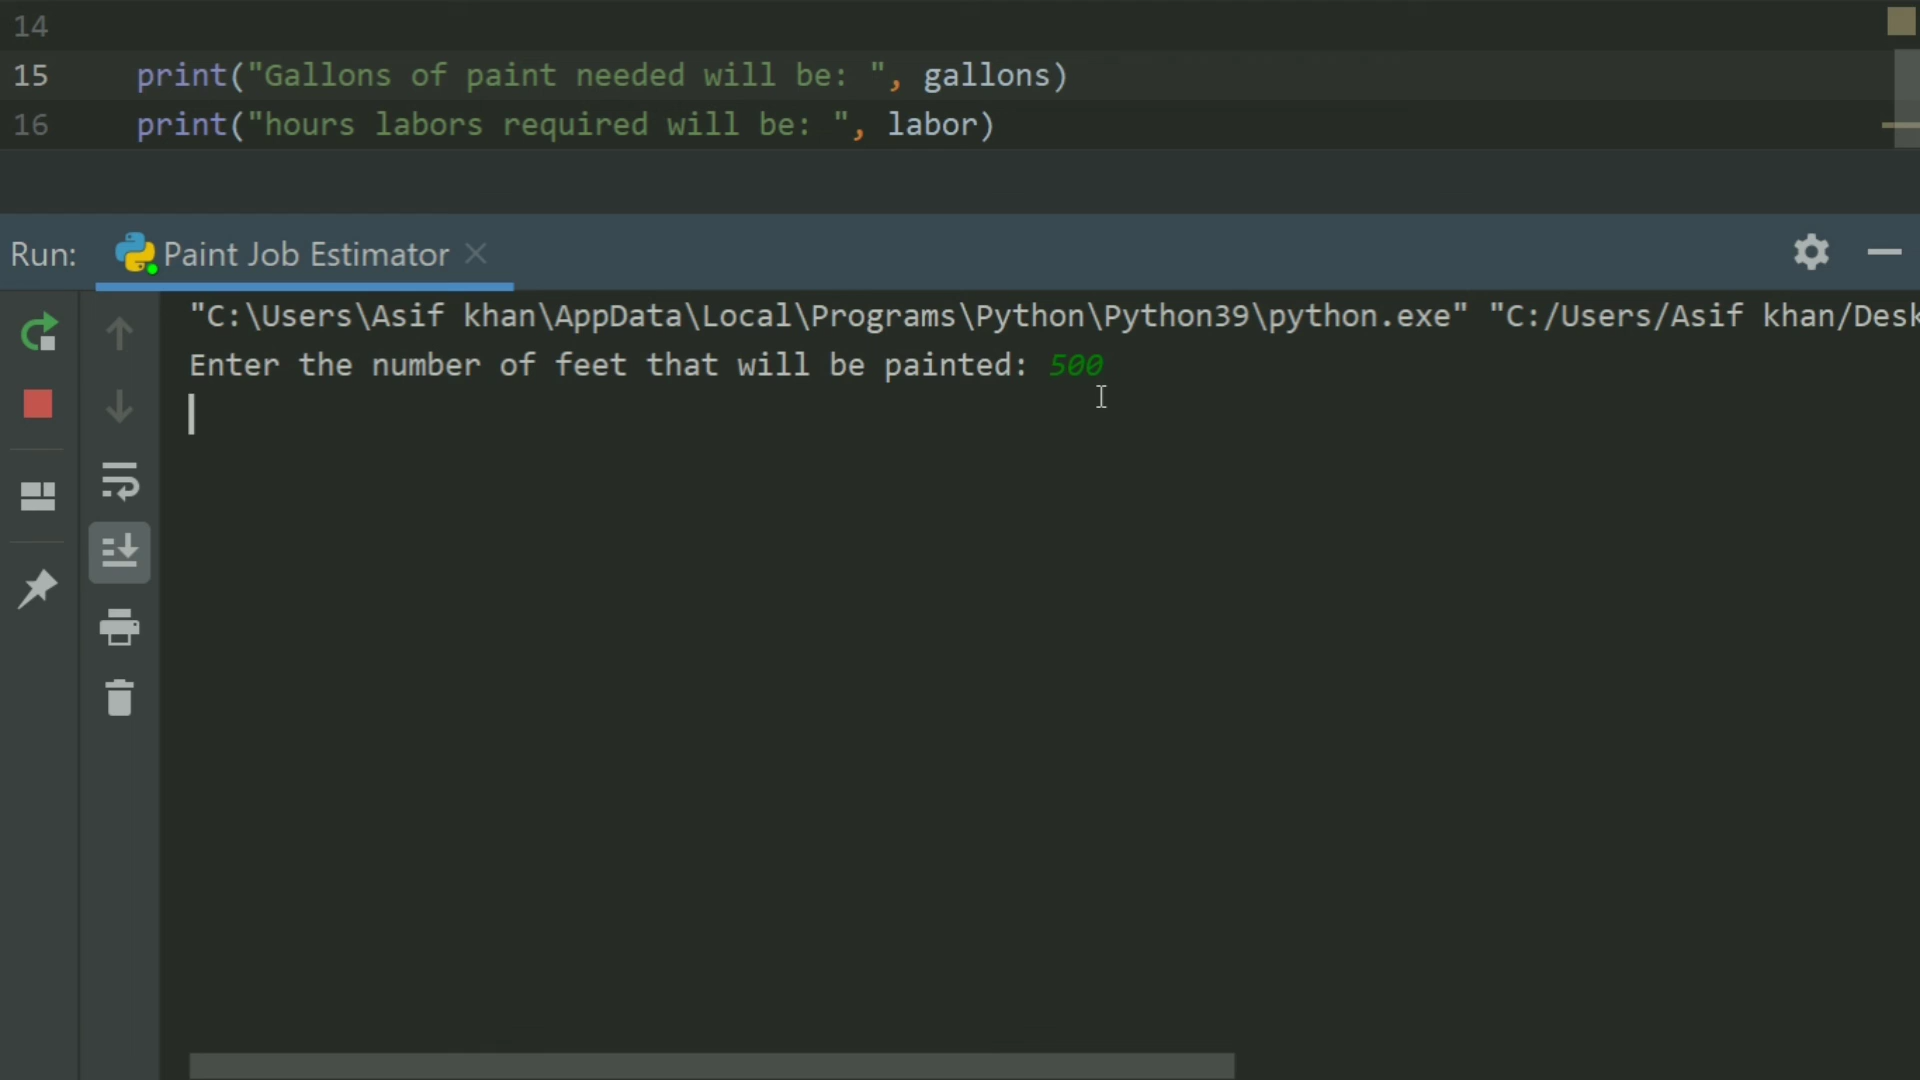 14
15 print("Gallons of paint needed will be: ", gallons)
16 print("hours labors required will be: ", labor)
Run: Paint Job Estimator
"C:\Users\Asif khan\AppData\Local\Programs\Python\Python39\python.exe" "C:/Users/Asif khan/Desk
Enter the number of feet that will be painted: 500